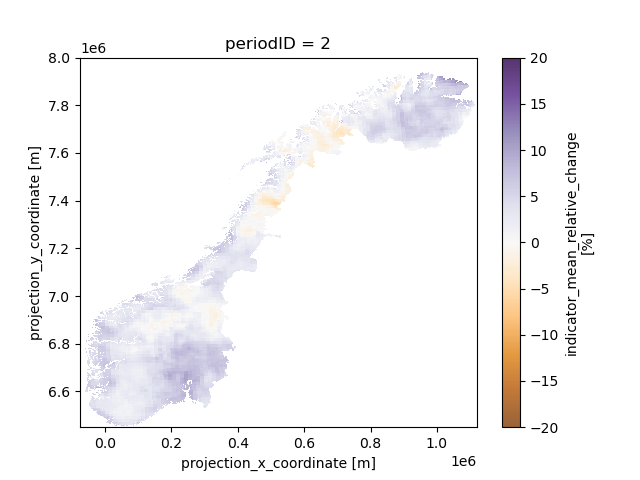 periodID = 2
1e6
8.0
7.8
7.6
7.4
7.2
7.0
6.8
6.6
projection_y_coordinate [m]
0.0 0.2 0.4 0.6 0.8 1.0
1e6
projection_x_coordinate [m]
20
15
10
5
0
−5
−10
−15
−20
indicator_mean_relative_change
[%]